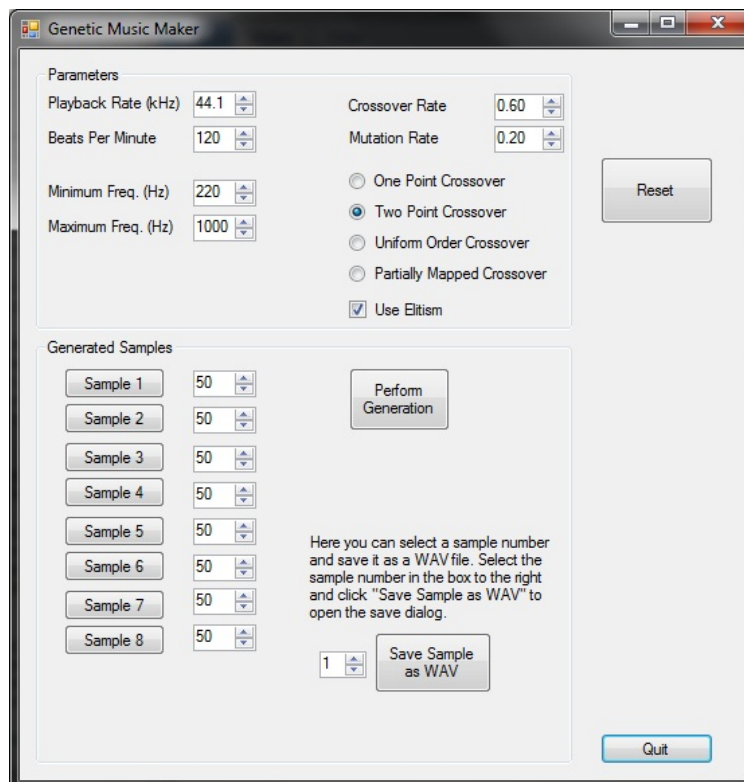 Genetic Music Maker
Parameters
Playback Rate (kHz) 44.1
Beats Per Minute 120
Minimum Freq. (Hz) 220
Maximum Freq. (Hz) 1000
Crossover Rate 0.60
Mutation Rate 0.20
One Point Crossover
Two Point Crossover
Uniform Order Crossover
Partially Mapped Crossover
Use Elitism
Reset
Generated Samples
Sample 1 50
Sample 2 50
Sample 3 50
Sample 4 50
Sample 5 50
Sample 6 50
Sample 7 50
Sample 8 50
Perform
Generation
Here you can select a sample number
and save it as a WAV file. Select the
sample number in the box to the right
and click "Save Sample as WAV" to
open the save dialog.
1
Save Sample
as WAV
Quit